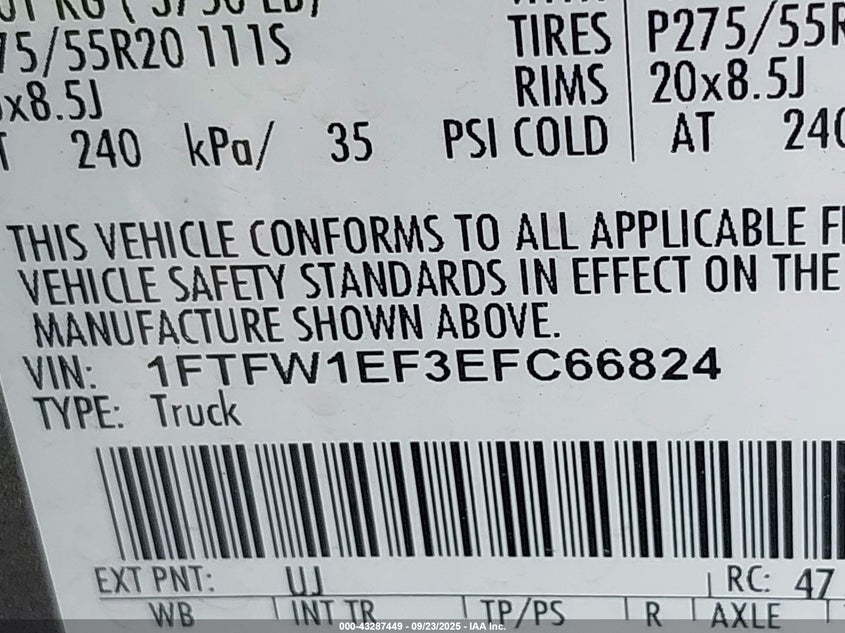 75/55R20 111S
TIRES P275/55R
x8.5J
RIMS 20x8.5J
240 kPa/ 35 PSI COLD AT 240
THIS VEHICLE CONFORMS TO ALL APPLICABLE
VEHICLE SAFETY STANDARDS IN EFFECT ON THE
MANUFACTURE SHOWN ABOVE.
VIN: 1FTFW1EF3EFC66824
TYPE: Truck
EXT PNT: UJ RC: 47
WB INT TR TP/PS R AXLE
000-43287449 - 09/23/2025 - IAA Inc.